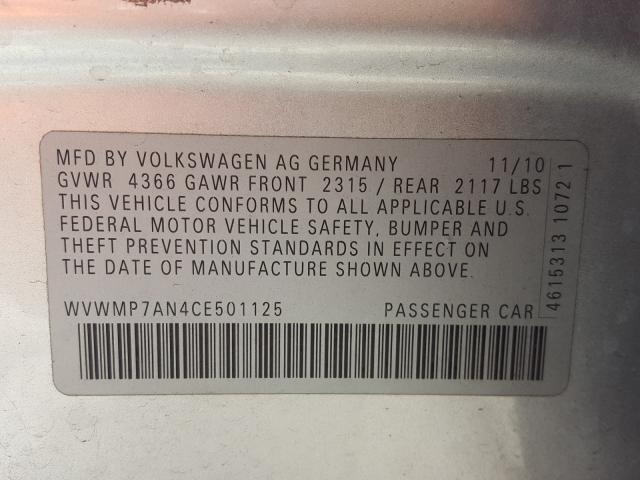 MFD BY VOLKSWAGEN AG GERMANY 11/10
GVWR 4366 GAWR FRONT 2315 / REAR 2117 LBS
THIS VEHICLE CONFORMS TO ALL APPLICABLE U.S.
FEDERAL MOTOR VEHICLE SAFETY, BUMPER AND
THEFT PREVENTION STANDARDS IN EFFECT ON
THE DATE OF MANUFACTURE SHOWN ABOVE.
WVWMP7AN4CE501125 PASSENGER CAR
4615313 1072 1